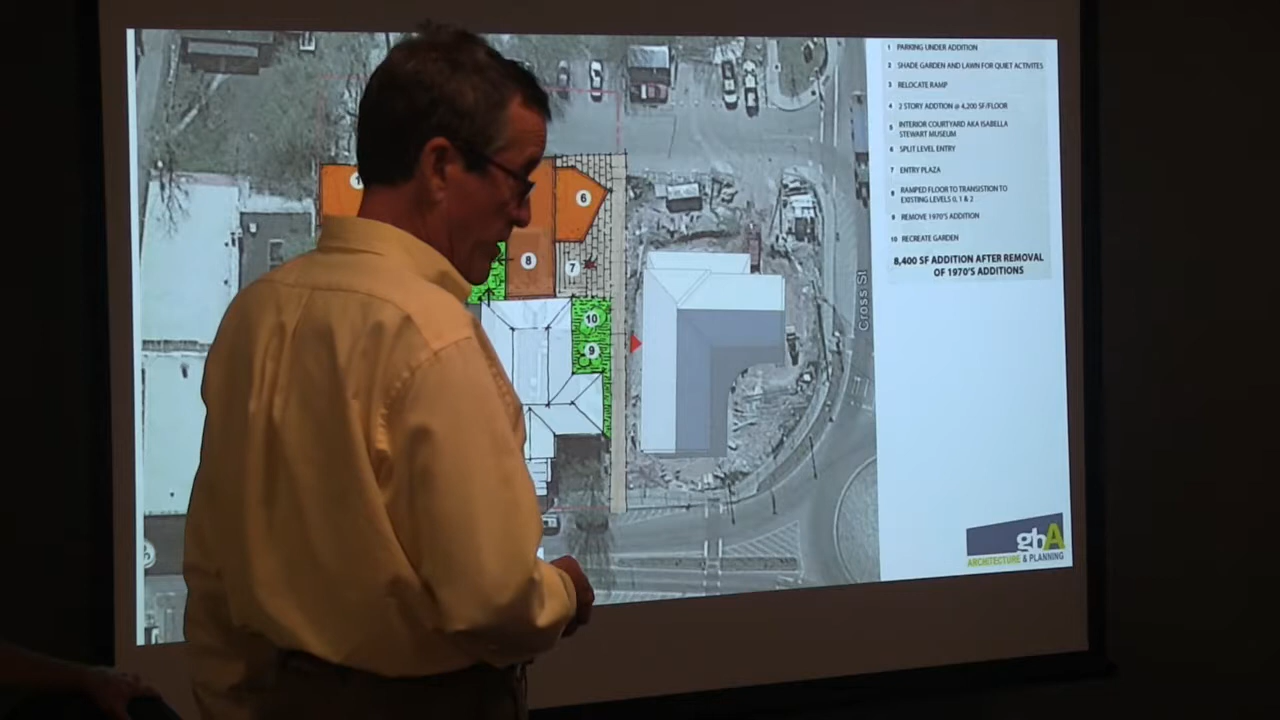 1 PARKING UNDER ADDITION
2 SHADE GARDEN AND LAWN FOR QUIET ACTIVITES
3 RELOCATE RAMP
4 2 STORY ADDTION @ 4,200 SF/FLOOR
5 INTERIOR COURTYARD AKA ISABELLA
STEWART MUSEUM
6 SPLIT LEVEL ENTRY
7 ENTRY PLAZA
8 RAMPED FLOOR TO TRANSISTION TO
EXISTING LEVELS 0, 1 & 2
9 REMOVE 1970'S ADDITION
10 RECREATE GARDEN
8,400 SF ADDITION AFTER REMOVAL
OF 1970'S ADDITIONS
1
6
8
7
10
9
Cross St
gbA
ARCHITECTURE & PLANNING